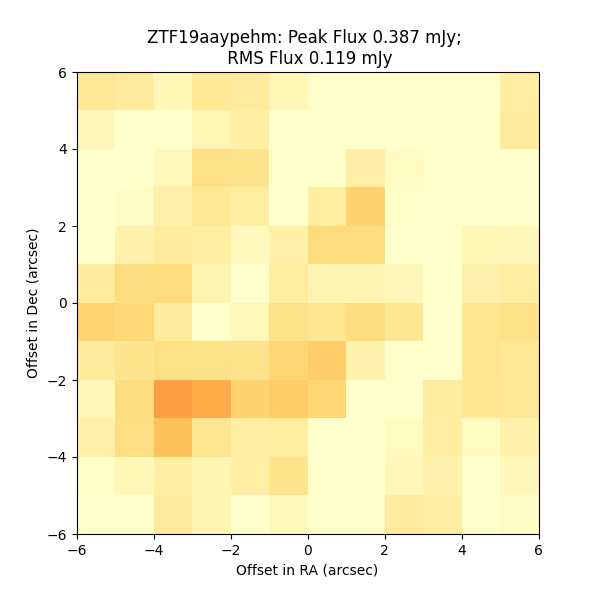 ZTF19aaypehm: Peak Flux 0.387 mJy;
RMS Flux 0.119 mJy
6
4
2
0
−2
−4
−6
Offset in Dec (arcsec)
−6 −4 −2 0 2 4 6
Offset in RA (arcsec)